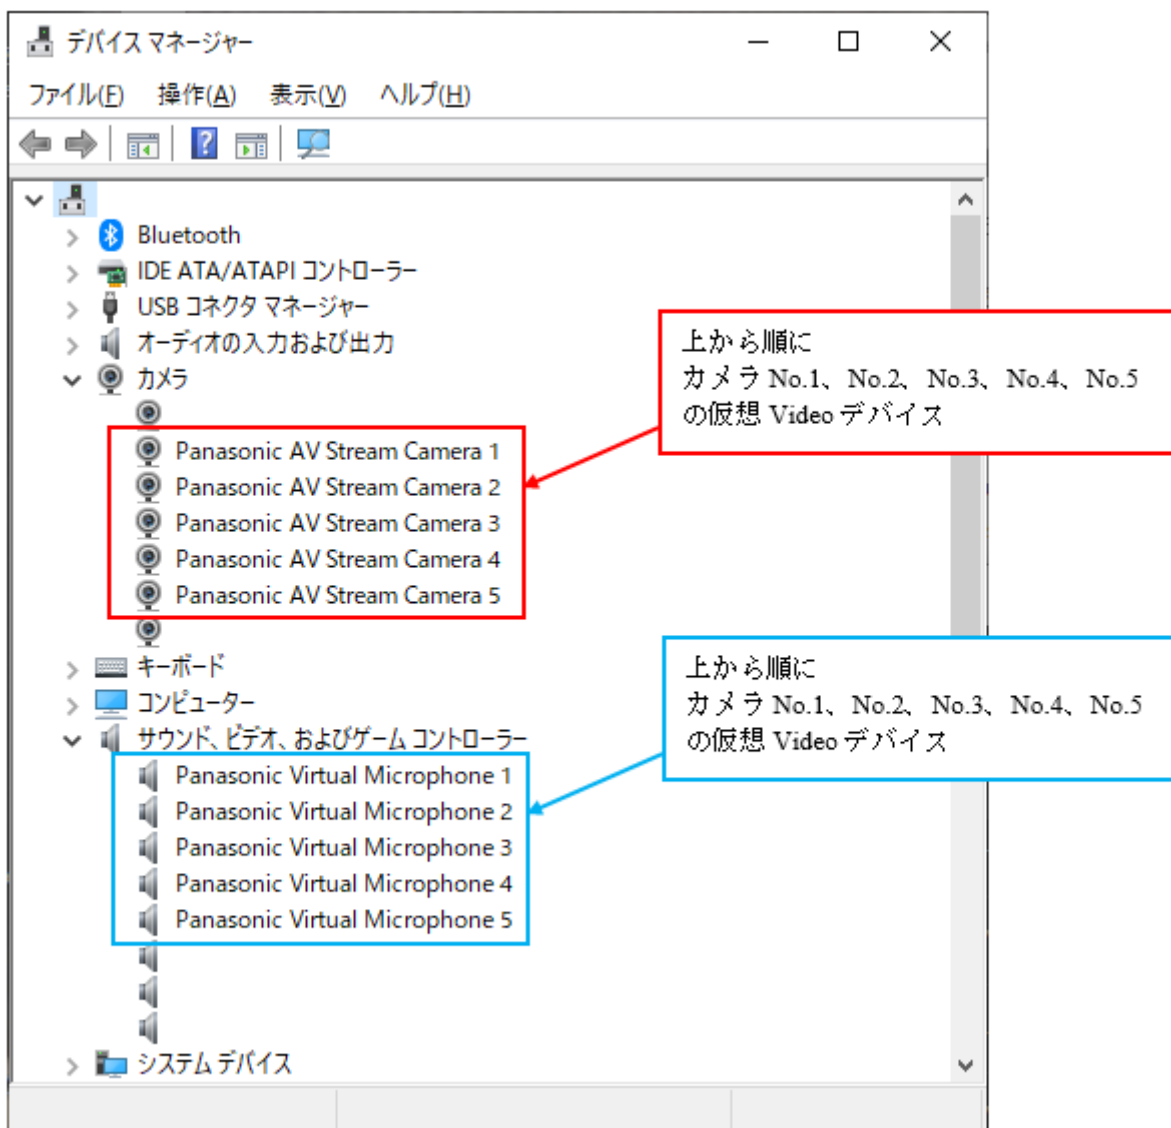 デバイス マネージャー
ファイル(F) 操作(A) 表示(V) ヘルプ(H)
Bluetooth
IDE ATA/ATAPI コントローラー
USB コネクタ マネージャー
オーディオの入力および出力
カメラ
Panasonic AV Stream Camera 1
Panasonic AV Stream Camera 2
Panasonic AV Stream Camera 3
Panasonic AV Stream Camera 4
Panasonic AV Stream Camera 5
上から順に
カメラ No.1、No.2、No.3、No.4、No.5
の仮想 Video デバイス
キーボード
コンピューター
サウンド、ビデオ、およびゲーム コントローラー
Panasonic Virtual Microphone 1
Panasonic Virtual Microphone 2
Panasonic Virtual Microphone 3
Panasonic Virtual Microphone 4
Panasonic Virtual Microphone 5
上から順に
カメラ No.1、No.2、No.3、No.4、No.5
の仮想 Video デバイス
システム デバイス